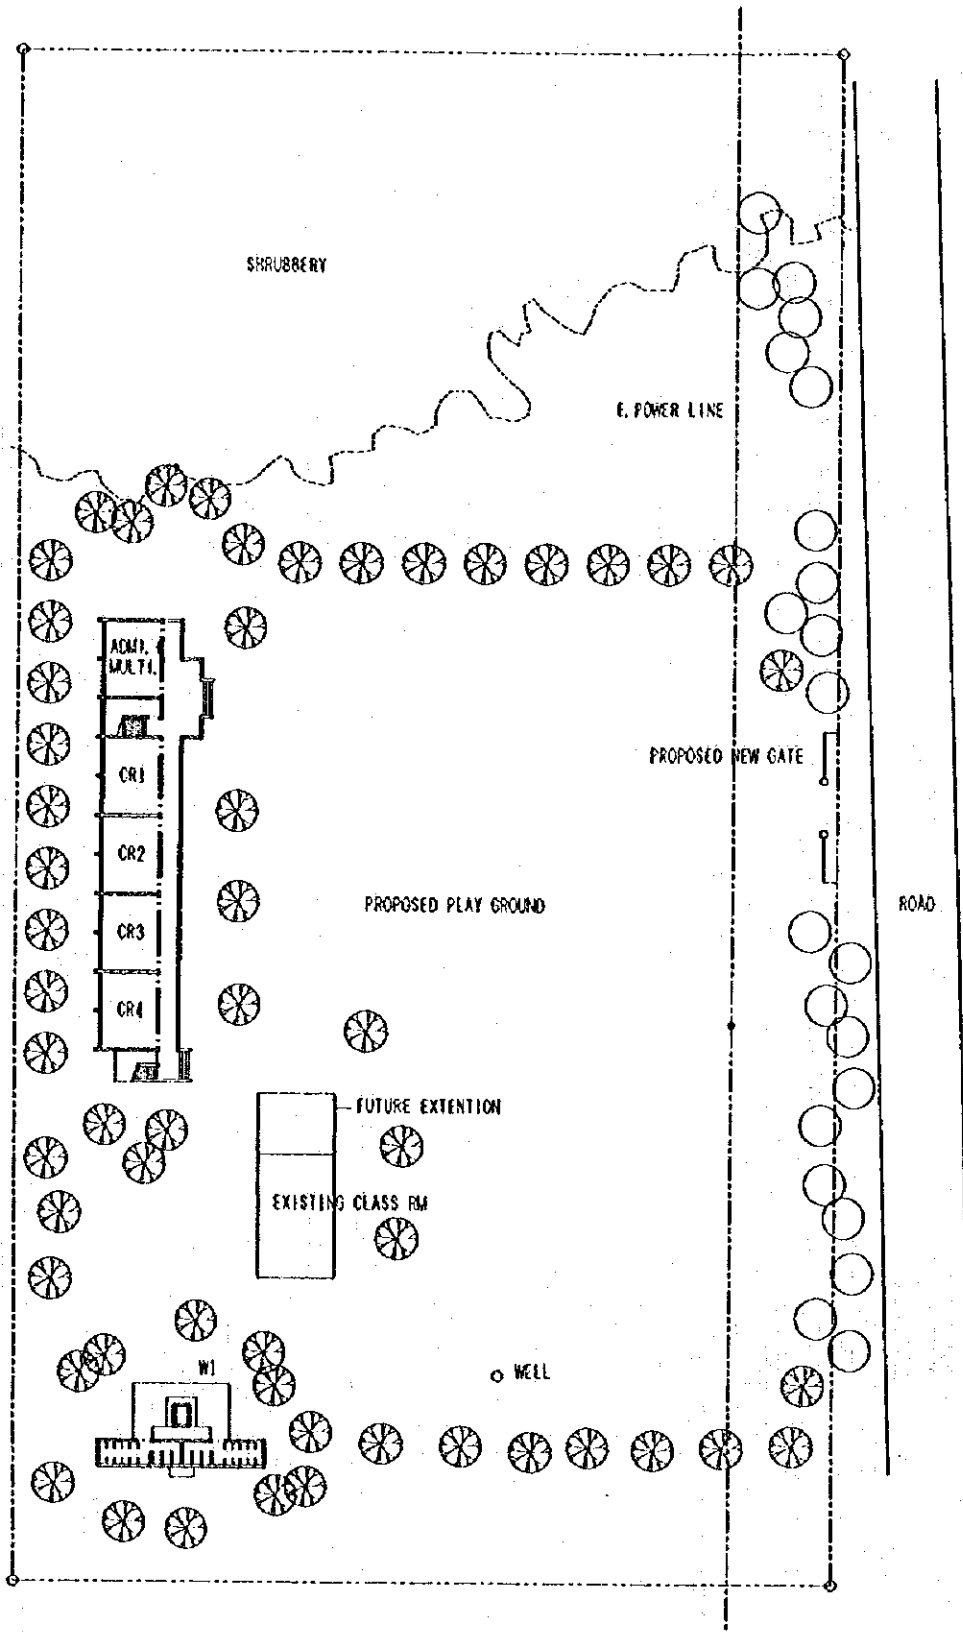 SHRUBBERY
E. POWER LINE
ADMI.
MULTI.
PROPOSED NEW GATE
CR1
CR2
PROPOSED PLAY GROUND
ROAD
CR3
CR4
FUTURE EXTENTION
EXISTING CLASS RM
W1
WELL